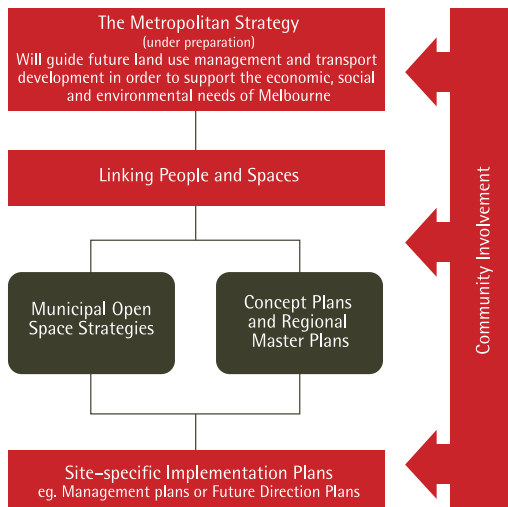 The Metropolitan Strategy
(under preparation)
Will guide future land use management and transport
development in order to support the economic, social
and environmental needs of Melbourne
Linking People and Spaces
Municipal Open
Space Strategies
Concept Plans
and Regional
Master Plans
Site-specific Implementation Plans
eg. Management plans or Future Direction Plans
Community Involvement